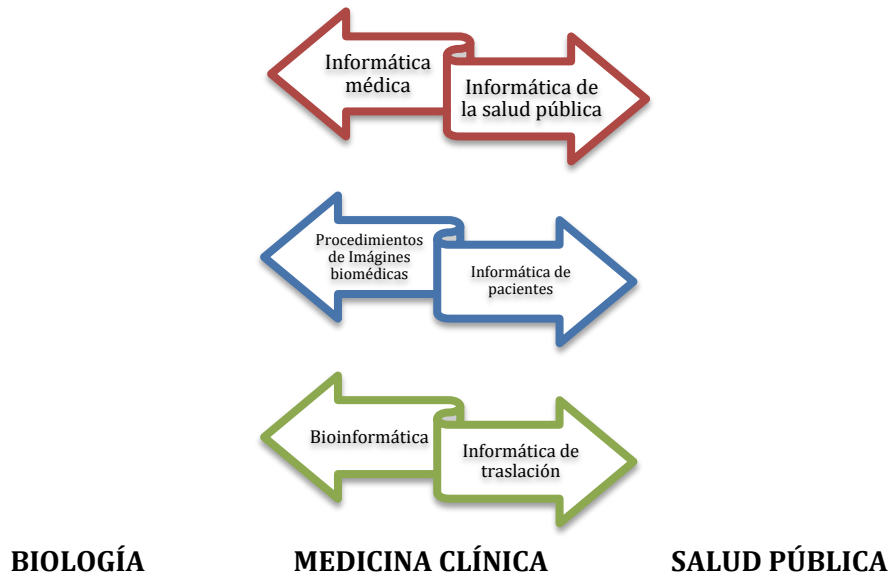 Informática
médica
Informática de
la salud pública
Procedimientos
de Imágines
biomédicas
Informática de
pacientes
Bioinformática
Informática de
traslación
BIOLOGÍA MEDICINA CLÍNICA SALUD PÚBLICA